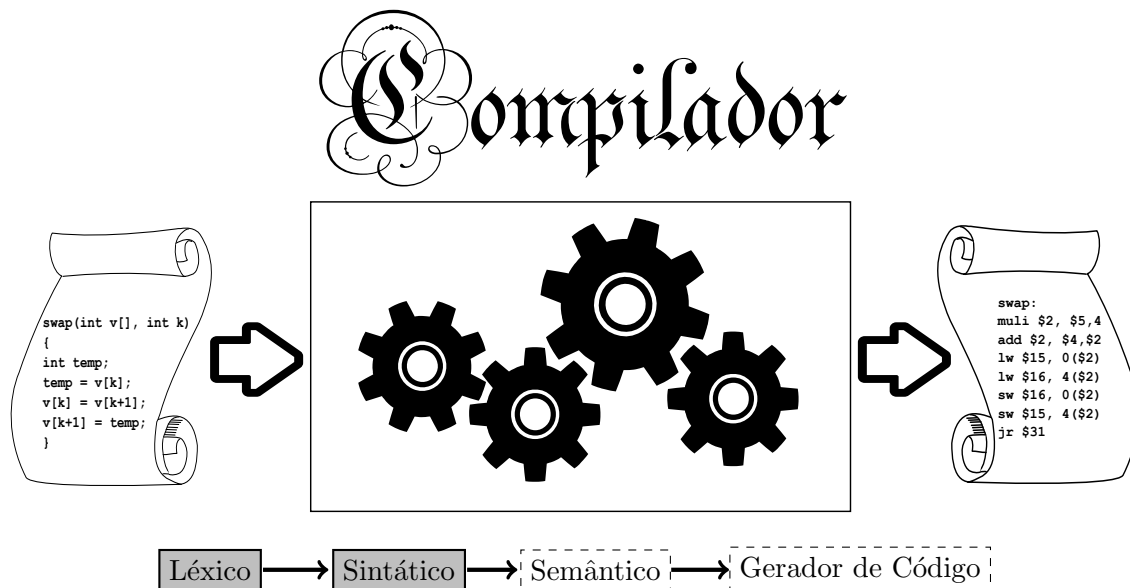 Compilador
swap(int v[], int k)
{
int temp;
temp = v[k];
v[k] = v[k+1];
v[k+1] = temp;
}
swap:
muli $2, $5,4
add $2, $4,$2
lw $15, 0($2)
lw $16, 4($2)
sw $16, 0($2)
sw $15, 4($2)
jr $31
Léxico
Sintático
Semântico
Gerador de Código